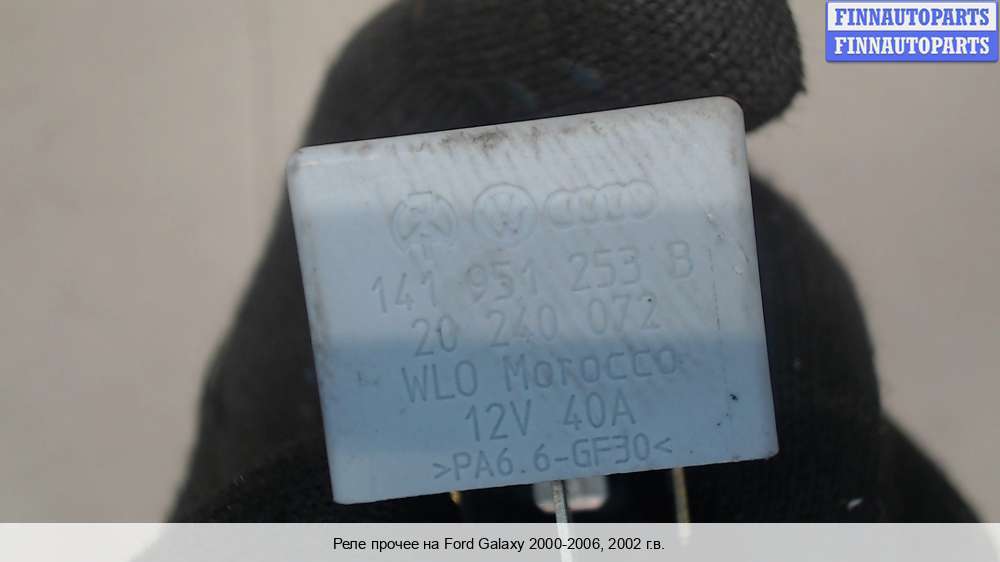 FINNAUTOPARTS
FINNAUTOPARTS
141 951 253 B
20 240 072
WLO Morocco
12V 40A
>PA6.6-GF30<
Реле прочее на Ford Galaxy 2000-2006, 2002 г.в.